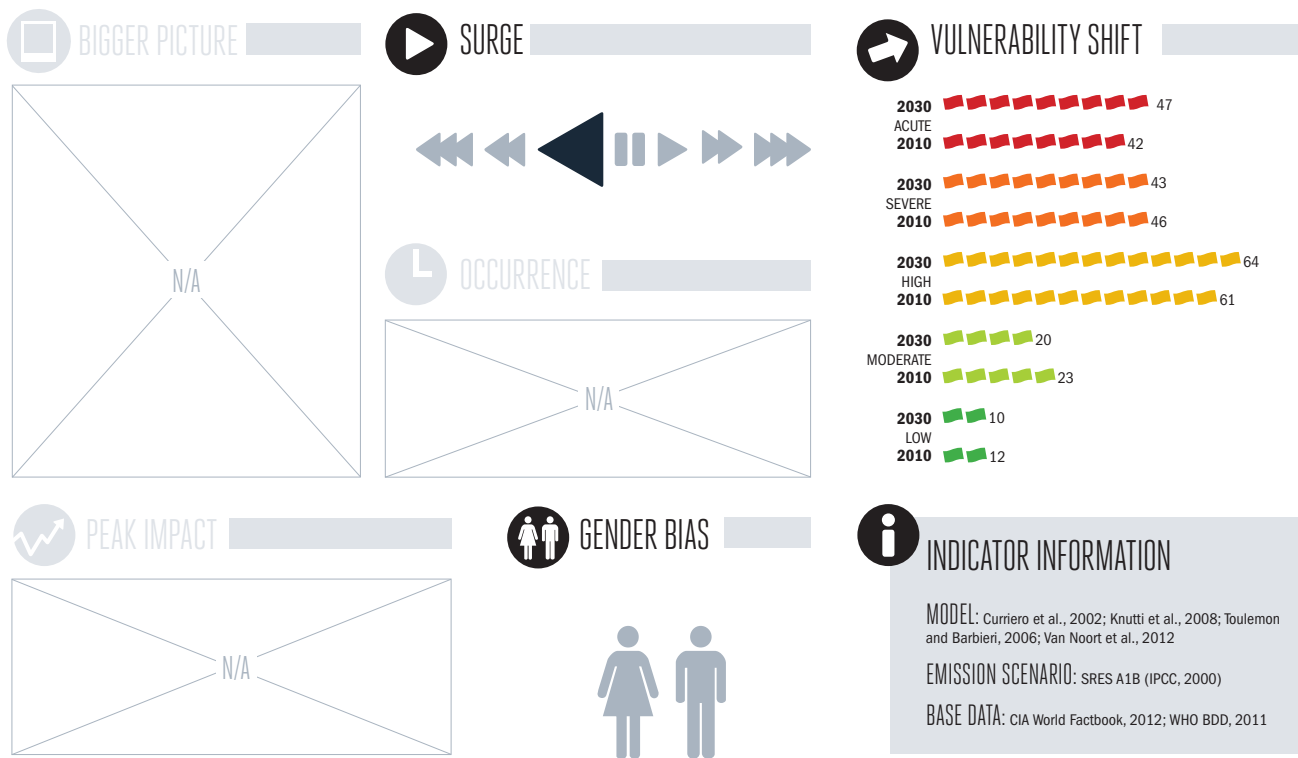 BIGGER PICTURE
N/A
SURGE
OCCURRENCE
N/A
VULNERABILITY SHIFT
2030 47
ACUTE
2010 42
2030 43
SEVERE
2010 46
2030 64
HIGH
2010 61
2030 20
MODERATE
2010 23
2030 10
LOW
2010 12
PEAK IMPACT
N/A
GENDER BIAS
INDICATOR INFORMATION
MODEL: Curriero et al., 2002; Knutti et al., 2008; Toulemon
and Barbieri, 2006; Van Noort et al., 2012
EMISSION SCENARIO: SRES A1B (IPCC, 2000)
BASE DATA: CIA World Factbook, 2012; WHO BDD, 2011